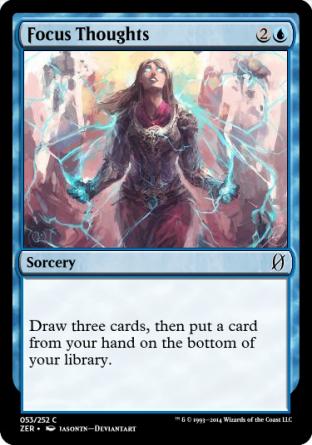 Focus Thoughts 2
Sorcery
Draw three cards, then put a card
from your hand on the bottom of
your library.
053/252 C
ZER • JASONTN–DEVIANTART
™ & © 1993–2014 Wizards of the Coast LLC